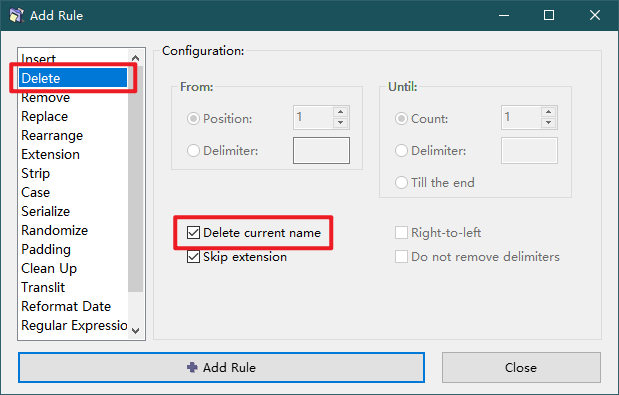 Add Rule
Insert
Delete
Remove
Replace
Rearrange
Extension
Strip
Case
Serialize
Randomize
Padding
Clean Up
Translit
Reformat Date
Regular Expressio
Configuration:
From:
Position: 1
Delimiter:
Until:
Count: 1
Delimiter:
Till the end
Delete current name
Right-to-left
Skip extension
Do not remove delimiters
Add Rule
Close